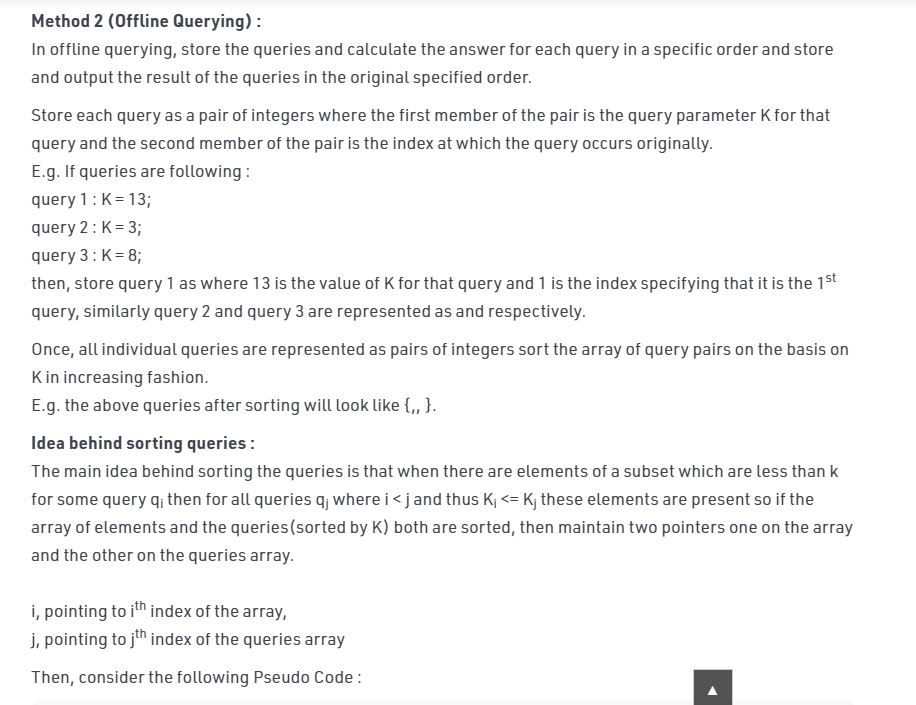 Method 2 (Offline Querying) :
In offline querying, store the queries and calculate the answer for each query in a specific order and store
and output the result of the queries in the original specified order.
Store each query as a pair of integers where the first member of the pair is the query parameter K for that
query and the second member of the pair is the index at which the query occurs originally.
E.g. If queries are following :
query 1 : K = 13;
query 2 : K = 3;
query 3 : K = 8;
then, store query 1 as where 13 is the value of K for that query and 1 is the index specifying that it is the 1st
query, similarly query 2 and query 3 are represented as and respectively.
Once, all individual queries are represented as pairs of integers sort the array of query pairs on the basis on
K in increasing fashion.
E.g. the above queries after sorting will look like {,, }.
Idea behind sorting queries :
The main idea behind sorting the queries is that when there are elements of a subset which are less than k
for some query qi then for all queries qj where i < j and thus Ki <= Kj these elements are present so if the
array of elements and the queries(sorted by K) both are sorted, then maintain two pointers one on the array
and the other on the queries array.
i, pointing to ith index of the array,
j, pointing to jth index of the queries array
Then, consider the following Pseudo Code :